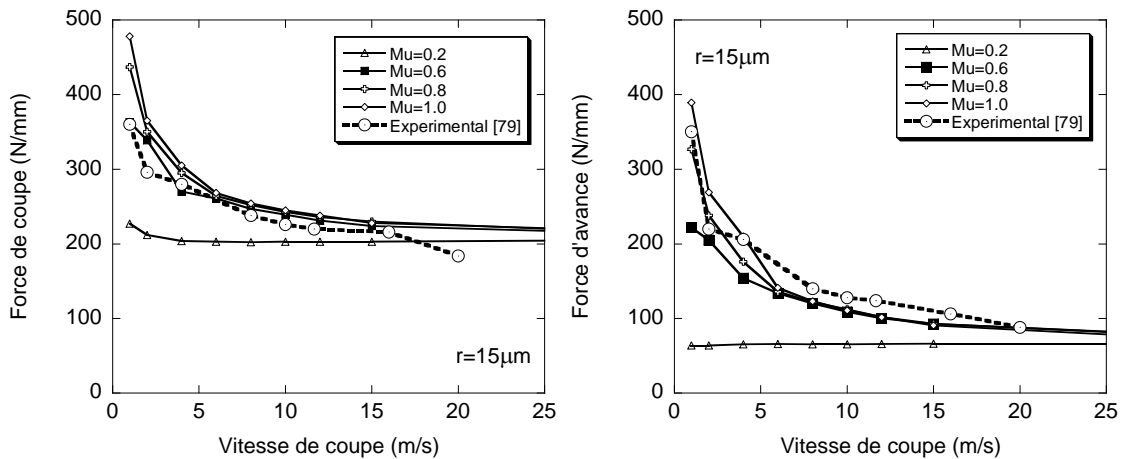 500
400
300
200
100
0
0
5
10
15
20
25
Force de coupe (N/mm)
Vitesse de coupe (m/s)
Mu=0.2
Mu=0.6
Mu=0.8
Mu=1.0
Experimental [79]
r=15μm
500
400
300
200
100
0
0
5
10
15
20
25
Force d'avance (N/mm)
Vitesse de coupe (m/s)
r=15μm
Mu=0.2
Mu=0.6
Mu=0.8
Mu=1.0
Experimental [79]